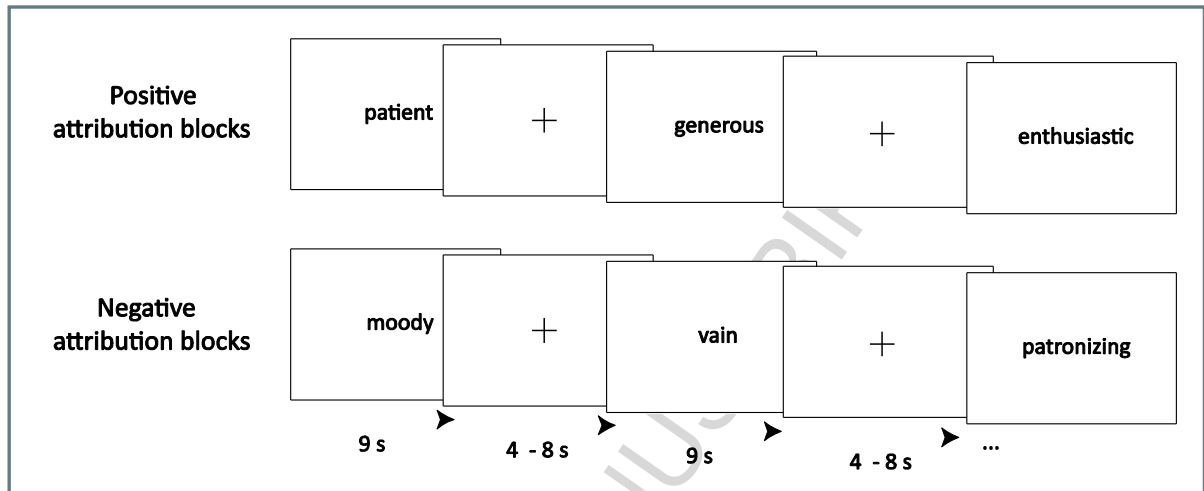 Positive
attribution blocks
patient
+
generous
+
enthusiastic
Negative
attribution blocks
moody
+
vain
+
patronizing
9 s
4 - 8 s
9 s
4 - 8 s
...